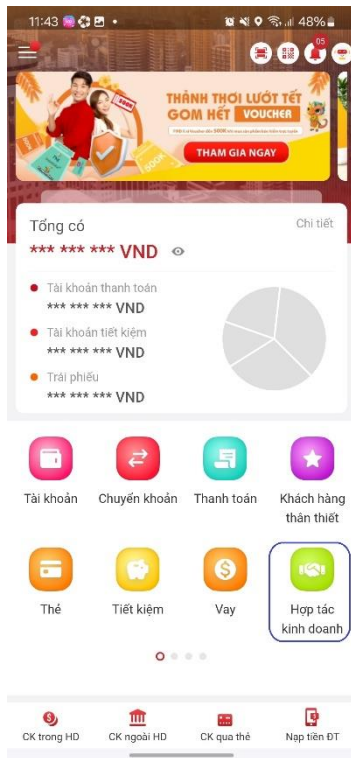 11:43 48%
05
THẢNH THƠI LƯỚT TẾT
GOM HẾT VOUCHER
THAM GIA NGAY
500K
Tổng có Chi tiết
*** *** *** VND
Tài khoản thanh toán
*** *** *** VND
Tài khoản tiết kiệm
*** *** *** VND
Trái phiếu
*** *** *** VND
Tài khoản Chuyển khoản Thanh toán Khách hàng
thân thiết
Thẻ Tiết kiệm Vay Hợp tác
kinh doanh
CK trong HD CK ngoài HD CK qua thẻ Nạp tiền ĐT